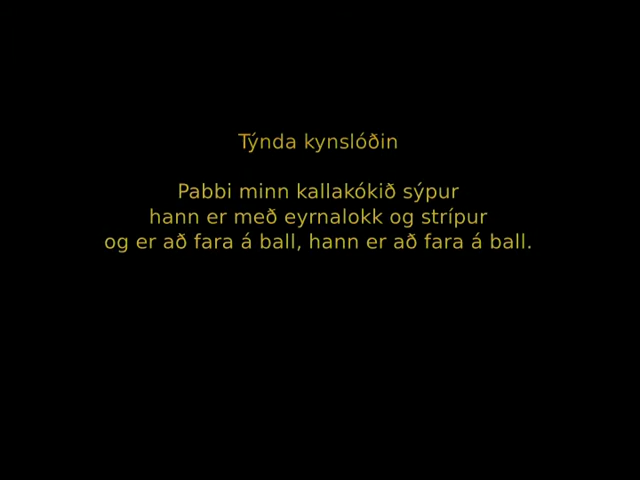 Týnda kynslóðin
Pabbi minn kallakókið sýpur
hann er með eyrnalokk og strípur
og er að fara á ball, hann er að fara á ball.